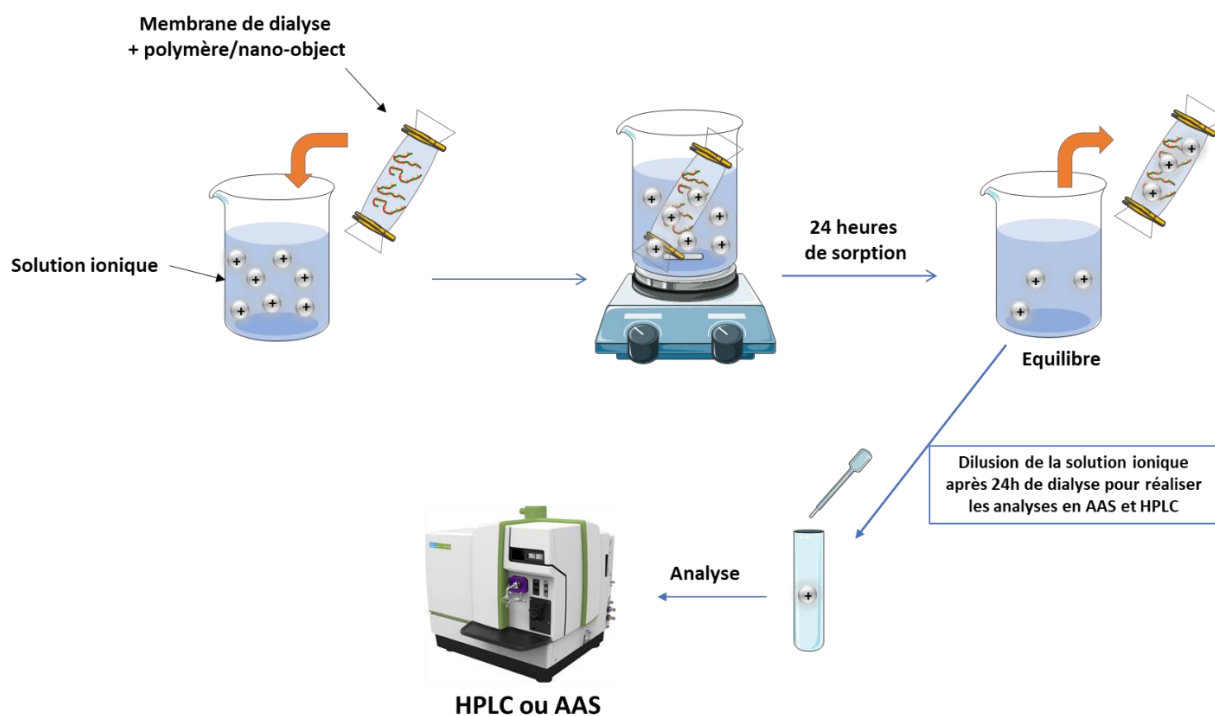 Membrane de dialyse
+ polymère/nano-object
Solution ionique
24 heures
de sorption
Equilibre
Dilusion de la solution ionique
après 24h de dialyse pour réaliser
les analyses en AAS et HPLC
Analyse
HPLC ou AAS